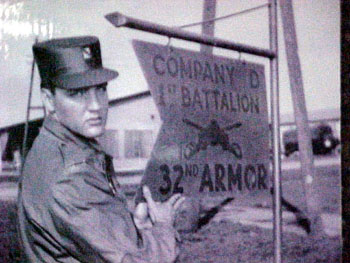 COMPANY D
1ST BATTALION
32ND ARMOR